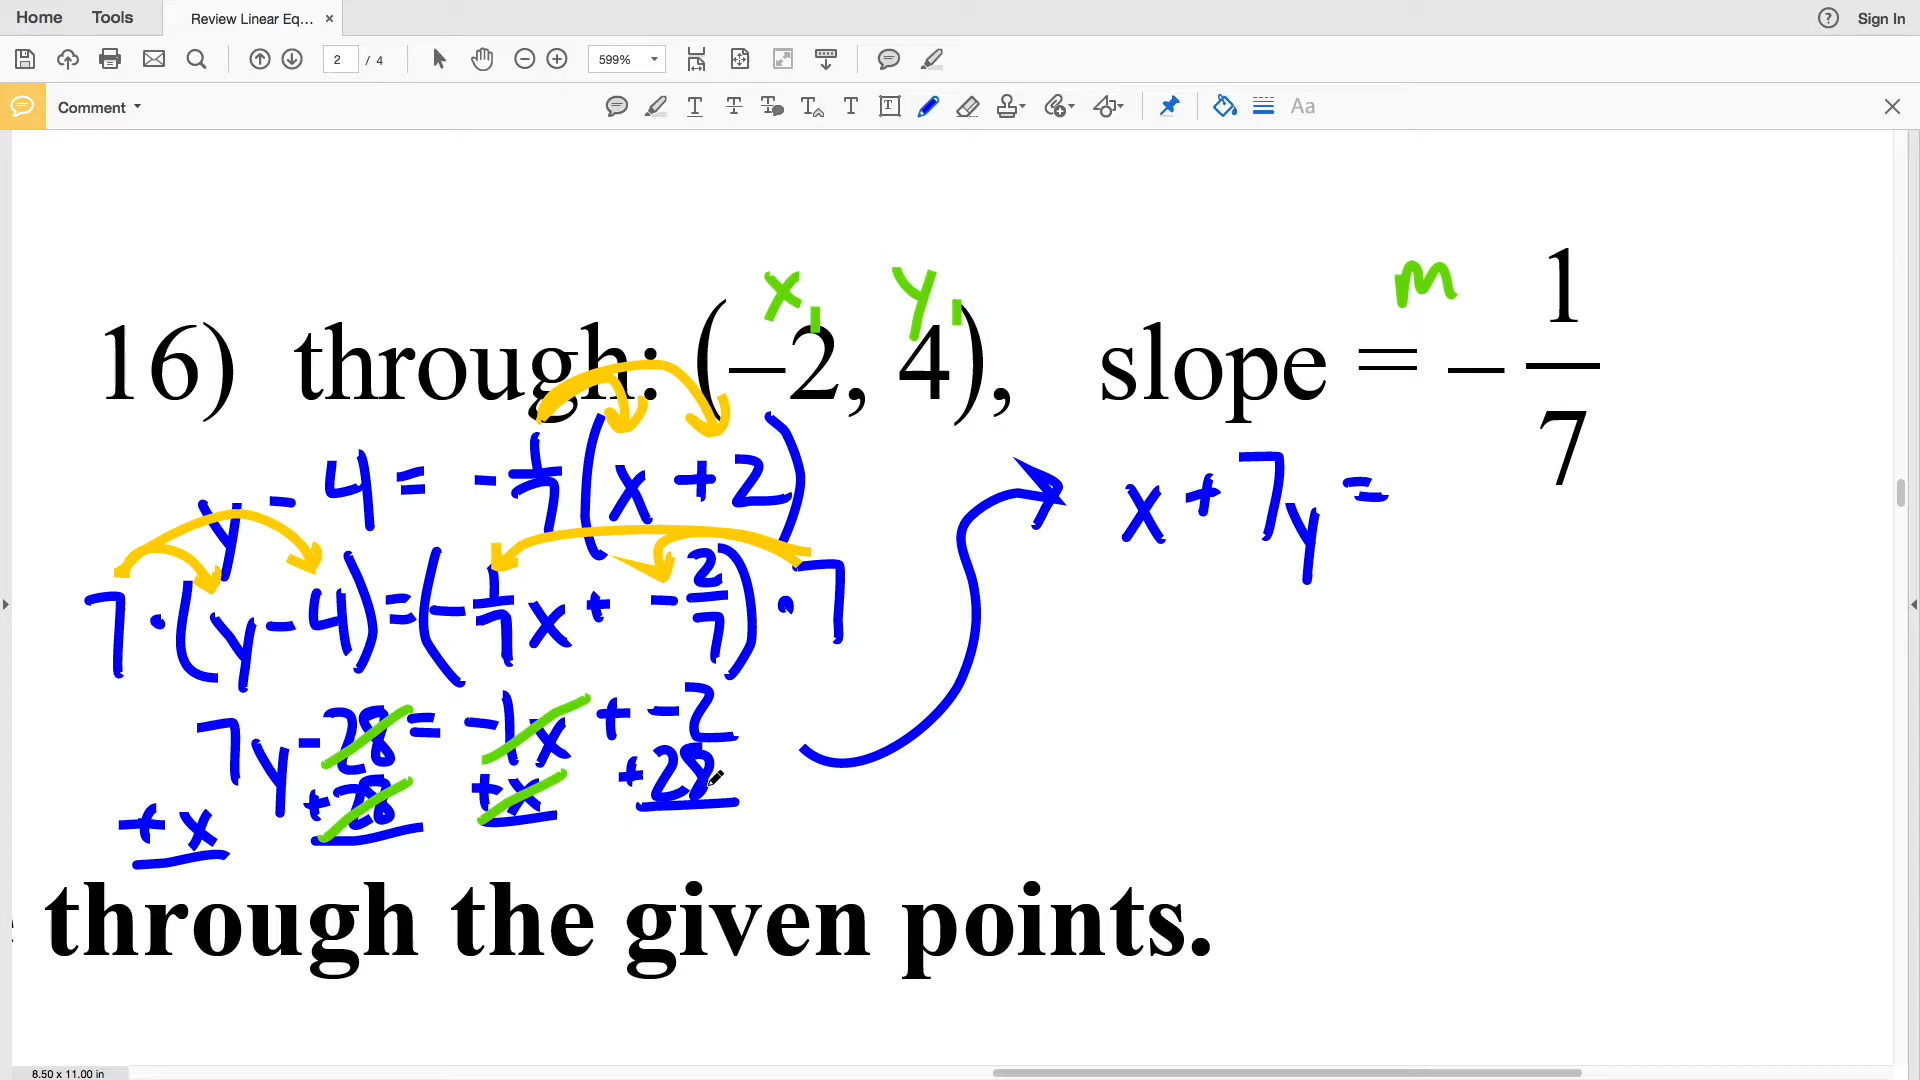 Home Tools Review Linear Eq... × Sign In
2 / 4 599%
Comment Aa
x₁ y₁ m
16) through: (–2, 4), slope = – 1/7
y - 4 = - 1/7 (x + 2)
x + 7y =
7 · (y - 4) = (- 1/7 x + - 2/7) · 7
7y - 28 = -1x + -2
+ x + 28 + x + 28
through the given points.
8.50 x 11.00 in